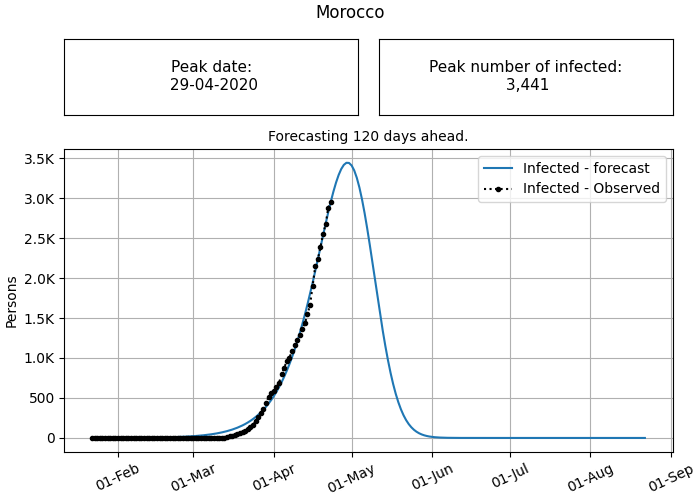 Morocco
Peak date:
29-04-2020
Peak number of infected:
3,441
Forecasting 120 days ahead.
3.5K
3.0K
2.5K
2.0K
1.5K
1.0K
500
0
Persons
Infected - forecast
Infected - Observed
01-Feb
01-Mar
01-Apr
01-May
01-Jun
01-Jul
01-Aug
01-Sep